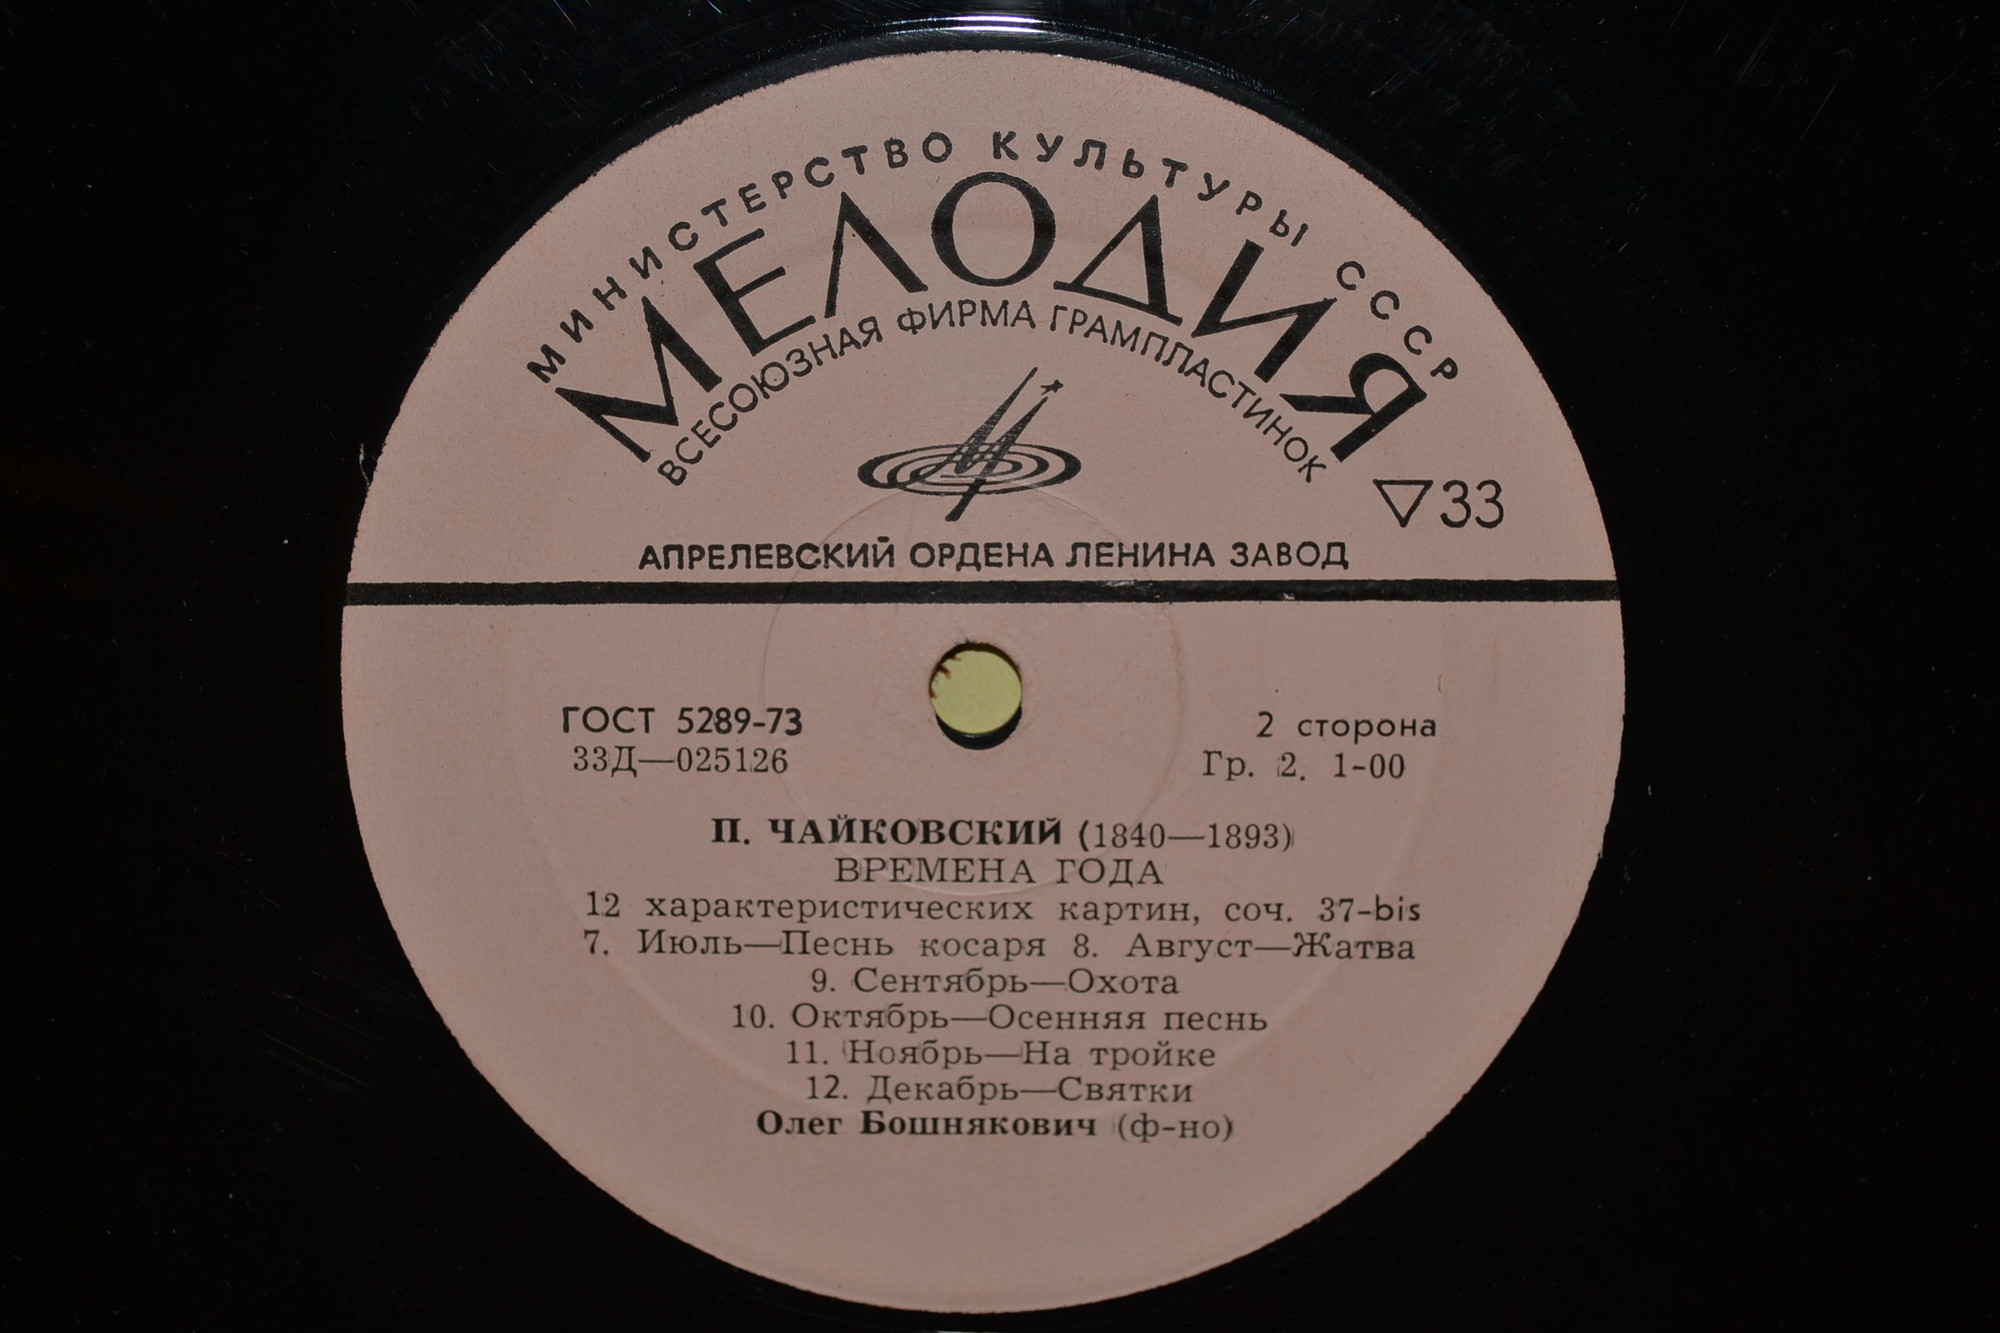 МИНИСТЕРСТВО КУЛЬТУРЫ СССР
МЕЛОДИЯ
ВСЕСОЮЗНАЯ ФИРМА ГРАМПЛАСТИНОК
▽33
АПРЕЛЕВСКИЙ ОРДЕНА ЛЕНИНА ЗАВОД
ГОСТ 5289-73
33Д—025126
2 сторона
Гр. 2. 1-00
П. ЧАЙКОВСКИЙ (1840—1893)
ВРЕМЕНА ГОДА
12 характеристических картин, соч. 37-bis
7. Июль—Песнь косаря 8. Август—Жатва
9. Сентябрь—Охота
10. Октябрь—Осенняя песнь
11. Ноябрь—На тройке
12. Декабрь—Святки
Олег Бошнякович (ф-но)